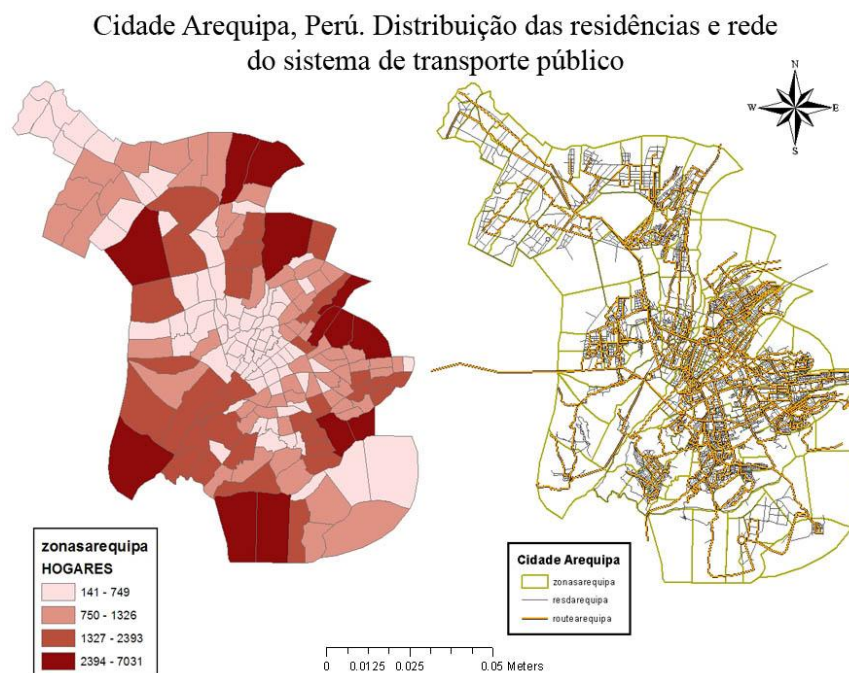 Cidade Arequipa, Perú. Distribuição das residências e rede
do sistema de transporte público
N
W E
S
zonasarequipa
HOGARES
141 - 749
750 - 1326
1327 - 2393
2394 - 7031
Cidade Arequipa
zonasarequipa
resdarequipa
routearequipa
0 0.0125 0.025 0.05 Meters